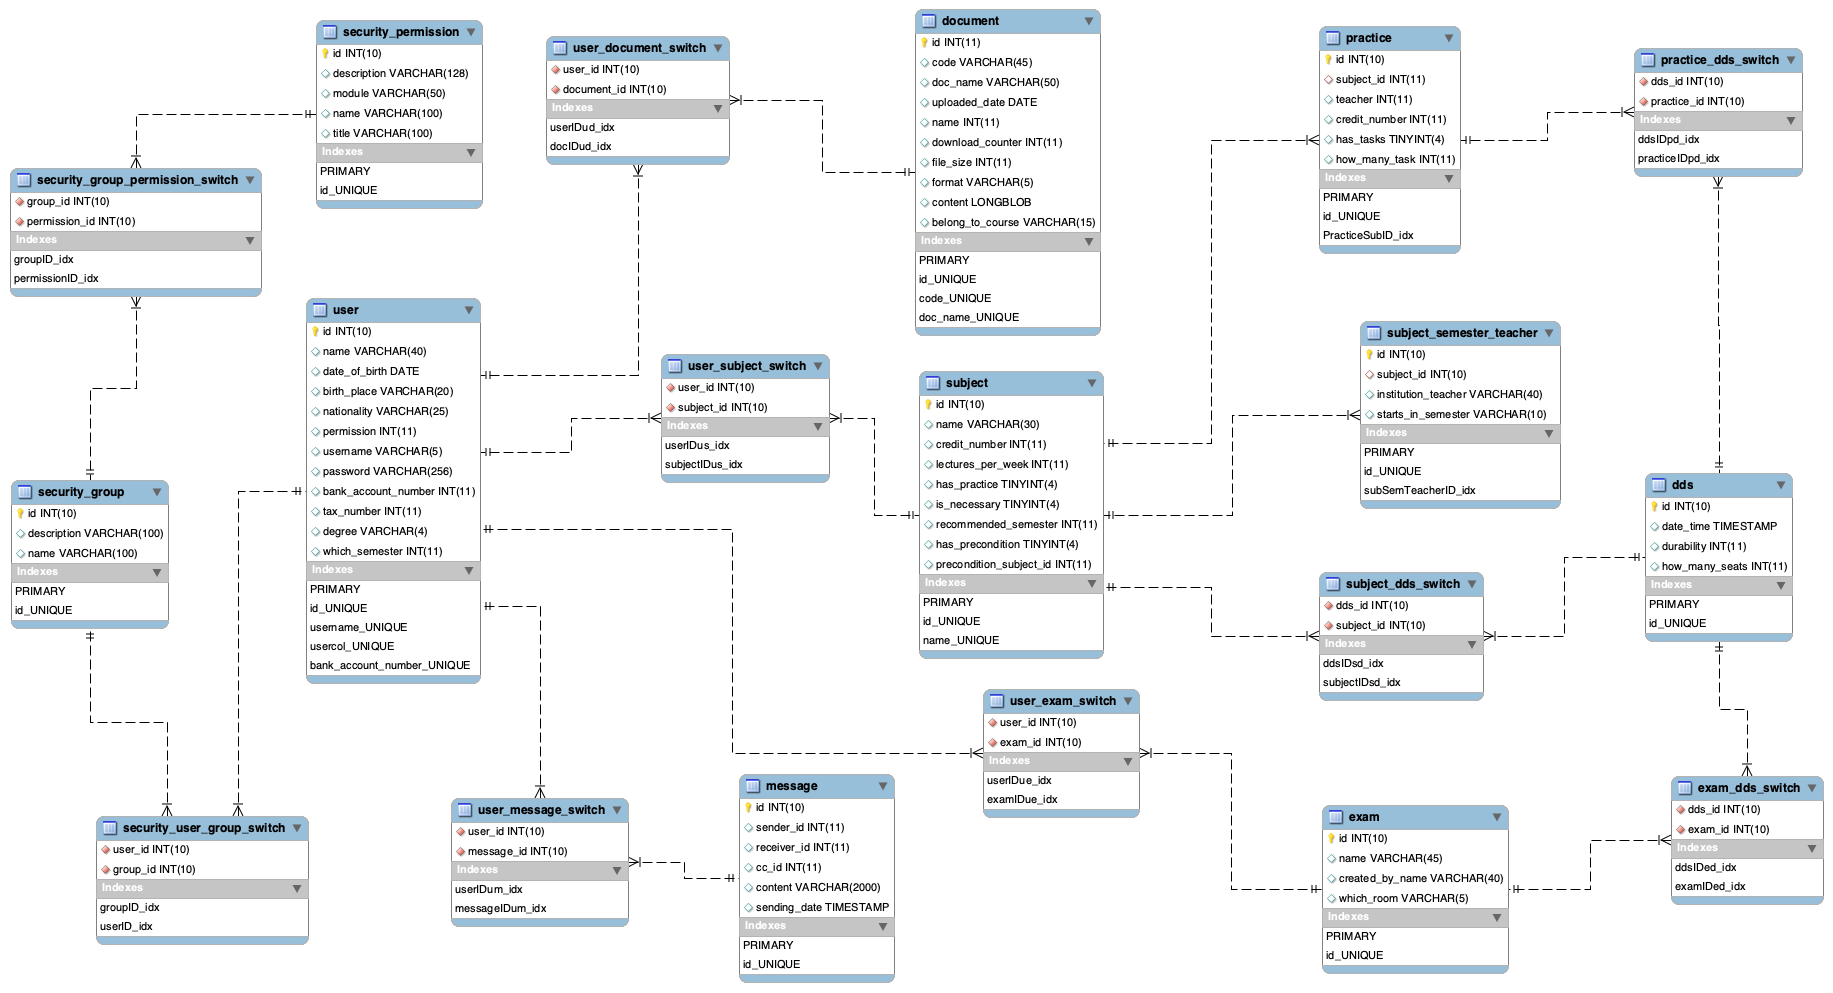 security_permission
id INT(10)
description VARCHAR(128)
module VARCHAR(50)
name VARCHAR(100)
title VARCHAR(100)
Indexes
PRIMARY
id_UNIQUE
user_document_switch
user_id INT(10)
document_id INT(10)
Indexes
userIDud_idx
docIDud_idx
document
id INT(11)
code VARCHAR(45)
doc_name VARCHAR(50)
uploaded_date DATE
name INT(11)
download_counter INT(11)
file_size INT(11)
format VARCHAR(5)
content LONGBLOB
belong_to_course VARCHAR(15)
Indexes
PRIMARY
id_UNIQUE
code_UNIQUE
doc_name_UNIQUE
practice
id INT(10)
subject_id INT(11)
teacher INT(11)
credit_number INT(11)
has_tasks TINYINT(4)
how_many_task INT(11)
Indexes
PRIMARY
id_UNIQUE
PracticeSubID_idx
practice_dds_switch
dds_id INT(10)
practice_id INT(10)
Indexes
ddsIDpd_idx
practiceIDpd_idx
security_group_permission_switch
group_id INT(10)
permission_id INT(10)
Indexes
groupID_idx
permissionID_idx
user
id INT(10)
name VARCHAR(40)
date_of_birth DATE
birth_place VARCHAR(20)
nationality VARCHAR(25)
permission INT(11)
username VARCHAR(5)
password VARCHAR(256)
bank_account_number INT(11)
tax_number INT(11)
degree VARCHAR(4)
which_semester INT(11)
Indexes
PRIMARY
id_UNIQUE
username_UNIQUE
usercol_UNIQUE
bank_account_number_UNIQUE
user_subject_switch
user_id INT(10)
subject_id INT(10)
Indexes
userIDus_idx
subjectIDus_idx
subject
id INT(10)
name VARCHAR(30)
credit_number INT(11)
lectures_per_week INT(11)
has_practice TINYINT(4)
is_necessary TINYINT(4)
recommended_semester INT(11)
has_precondition TINYINT(4)
precondition_subject_id INT(11)
Indexes
PRIMARY
id_UNIQUE
name_UNIQUE
subject_semester_teacher
id INT(10)
subject_id INT(10)
institution_teacher VARCHAR(40)
starts_in_semester VARCHAR(10)
Indexes
PRIMARY
id_UNIQUE
subSemTeacherID_idx
security_group
id INT(10)
description VARCHAR(100)
name VARCHAR(100)
Indexes
PRIMARY
id_UNIQUE
dds
id INT(10)
date_time TIMESTAMP
durability INT(11)
how_many_seats INT(11)
Indexes
PRIMARY
id_UNIQUE
subject_dds_switch
dds_id INT(10)
subject_id INT(10)
Indexes
ddsIDsd_idx
subjectIDsd_idx
user_exam_switch
user_id INT(10)
exam_id INT(10)
Indexes
userIDue_idx
examIDue_idx
security_user_group_switch
user_id INT(10)
group_id INT(10)
Indexes
groupID_idx
userID_idx
user_message_switch
user_id INT(10)
message_id INT(10)
Indexes
userIDum_idx
messageIDum_idx
message
id INT(10)
sender_id INT(11)
receiver_id INT(11)
cc_id INT(11)
content VARCHAR(2000)
sending_date TIMESTAMP
Indexes
PRIMARY
id_UNIQUE
exam
id INT(10)
name VARCHAR(45)
created_by_name VARCHAR(40)
which_room VARCHAR(5)
Indexes
PRIMARY
id_UNIQUE
exam_dds_switch
dds_id INT(10)
exam_id INT(10)
Indexes
ddsIDed_idx
examIDed_idx